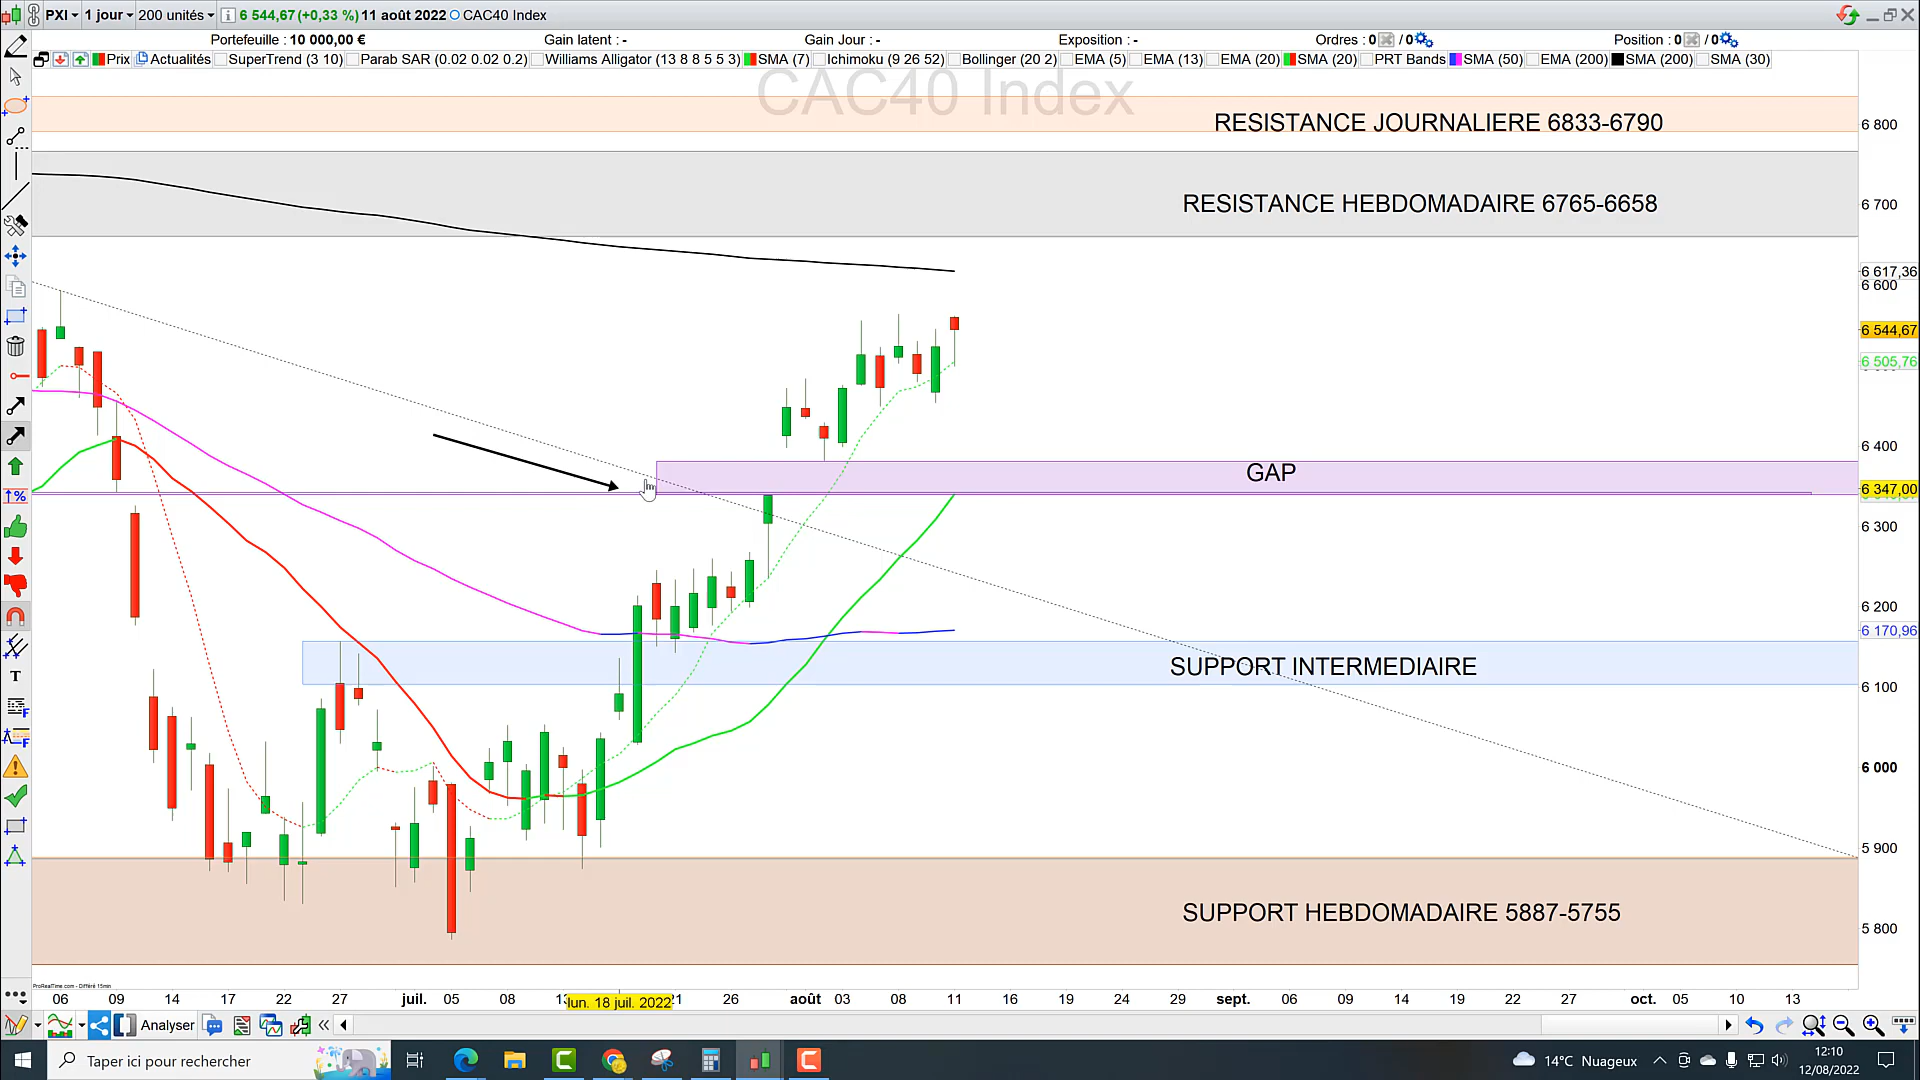 PXI 1 jour 200 unités 6 544,67 (+0,33 %) 11 août 2022 CAC40 Index
Portefeuille : 10 000,00 € Gain latent : - Gain Jour : - Exposition : - Ordres : 0 / 0 Position : 0 / 0
Prix Actualités SuperTrend (3 10) Parab SAR (0.02 0.02 0.2) Williams Alligator (13 8 8 5 5 3) SMA (7) Ichimoku (9 26 52) Bollinger (20 2) EMA (5) EMA (13) EMA (20) SMA (20) PRT Bands SMA (50) EMA (200) SMA (200) SMA (30)
CAC40 Index
RESISTANCE JOURNALIERE 6833-6790
6 800
RESISTANCE HEBDOMADAIRE 6765-6658
6 700
6 617,36
6 600
6 544,67
6 505,76
6 400
GAP
6 347,00
6 300
6 200
6 170,96
SUPPORT INTERMEDIAIRE
6 100
6 000
5 900
SUPPORT HEBDOMADAIRE 5887-5755
5 800
ProRealTime.com - Différé 15min
06 09 14 17 22 27 juil. 05 08 lun. 18 juil. 2022 21 26 août 03 08 11 16 19 24 29 sept. 06 09 14 19 22 27 oct. 05 10 13
Analyser
Taper ici pour rechercher
14°C Nuageux
12:10
12/08/2022